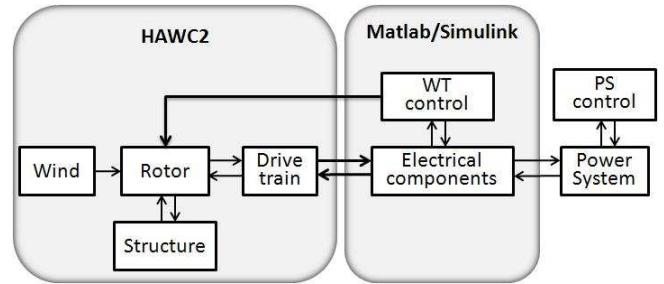 HAWC2
Matlab/Simulink
WT
control
PS
control
Wind
Rotor
Drive
train
Electrical
components
Power
System
Structure